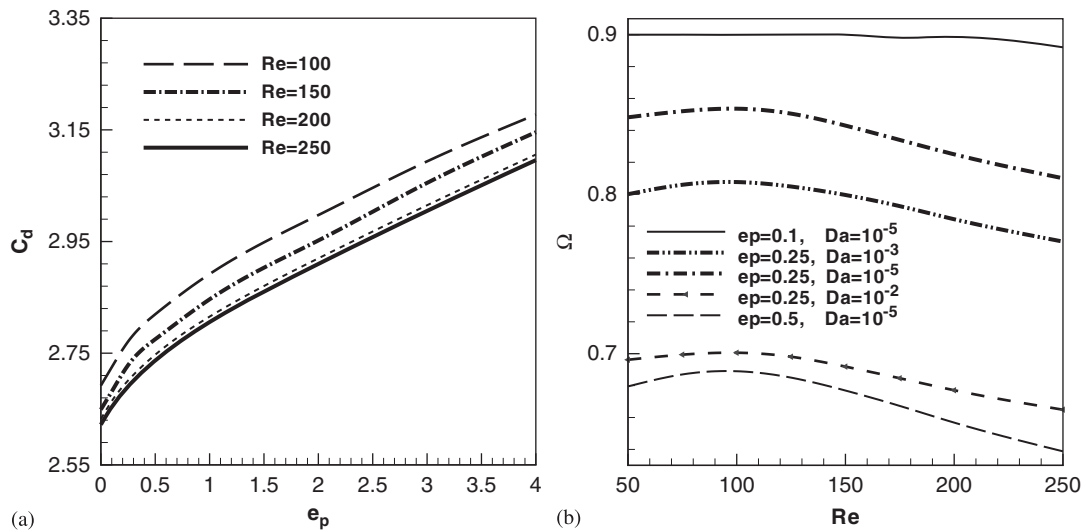 3.35
3.15
2.95
2.75
2.55
C_d
Re=100
Re=150
Re=200
Re=250
0 0.5 1 1.5 2 2.5 3 3.5 4
e_p
(a)
0.9
0.8
0.7
Ω
ep=0.1, Da=10^-5
ep=0.25, Da=10^-3
ep=0.25, Da=10^-5
ep=0.25, Da=10^-2
ep=0.5, Da=10^-5
50 100 150 200 250
Re
(b)